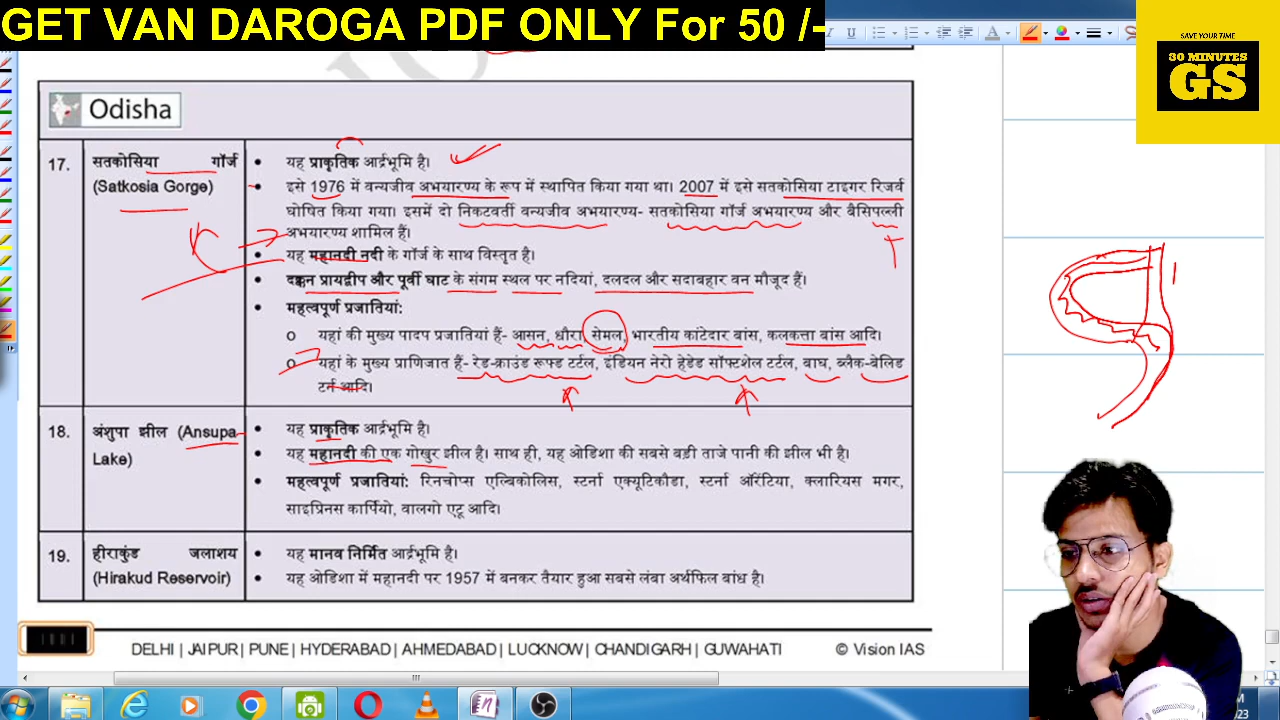 GET VAN DAROGA PDF ONLY For 50 /-
SAVE YOUR TIME
30 MINUTES
GS
Odisha
17.
सतकोसिया गॉर्ज
(Satkosia Gorge)
• यह प्राकृतिक आर्द्रभूमि है।
• इसे 1976 में वन्यजीव अभयारण्य के रूप में स्थापित किया गया था। 2007 में इसे सतकोसिया टाइगर रिजर्व
घोषित किया गया। इसमें दो निकटवर्ती वन्यजीव अभयारण्य- सतकोसिया गॉर्ज अभयारण्य और बैसिपल्ली
अभयारण्य शामिल हैं।
• यह महानदी नदी के गॉर्ज के साथ विस्तृत है।
• दक्कन प्रायद्वीप और पूर्वी घाट के संगम स्थल पर नदियां, दलदल और सदाबहार वन मौजूद हैं।
• महत्वपूर्ण प्रजातियां:
o यहां की मुख्य पादप प्रजातियां हैं- आसन, धौरा, सेमल, भारतीय कांटेदार बांस, कलकत्ता बांस आदि।
o यहां के मुख्य प्राणिजात हैं- रेड-क्राउंड रूफ्ड टर्टल, इंडियन नेरो हेडेड सॉफ्टशेल टर्टल, बाघ, ब्लैक-बेलिड
टर्न आदि।
18.
अंशुपा झील (Ansupa
Lake)
• यह प्राकृतिक आर्द्रभूमि है।
• यह महानदी की एक गोखुर झील है। साथ ही, यह ओडिशा की सबसे बड़ी ताजे पानी की झील भी है।
• महत्वपूर्ण प्रजातियां: रिनचोप्स एल्बिकोलिस, स्टर्ना एक्यूटिकौडा, स्टर्ना ऑरेंटिया, क्लारियस मगर,
साइप्रिनस कार्पियो, वालगो एटू आदि।
19.
हीराकुंड जलाशय
(Hirakud Reservoir)
• यह मानव निर्मित आर्द्रभूमि है।
• यह ओडिशा में महानदी पर 1957 में बनकर तैयार हुआ सबसे लंबा अर्थफिल बांध है।
DELHI | JAIPUR | PUNE | HYDERABAD | AHMEDABAD | LUCKNOW | CHANDIGARH | GUWAHATI
© Vision IAS